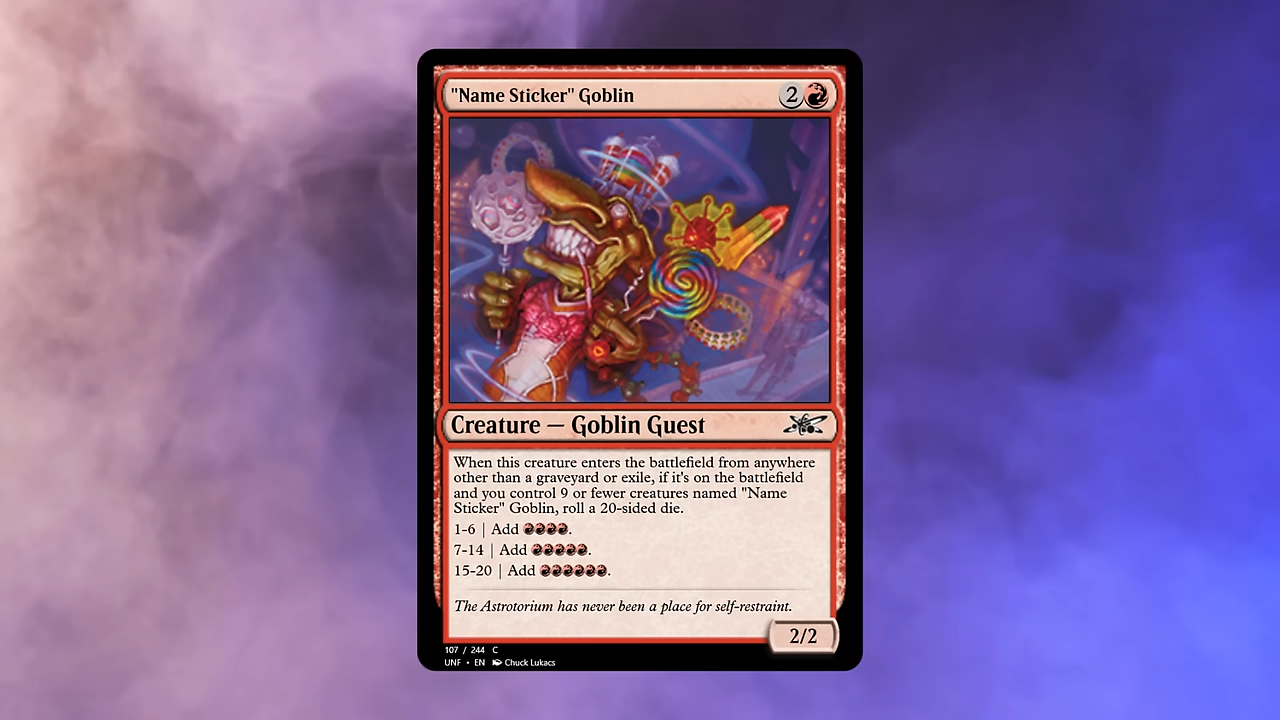 "Name Sticker" Goblin 2
Creature — Goblin Guest
When this creature enters the battlefield from anywhere
other than a graveyard or exile, if it's on the battlefield
and you control 9 or fewer creatures named "Name
Sticker" Goblin, roll a 20-sided die.
1-6 | Add .
7-14 | Add .
15-20 | Add .
The Astrotorium has never been a place for self-restraint.
2/2
107 / 244 C
UNF • EN Chuck Lukacs